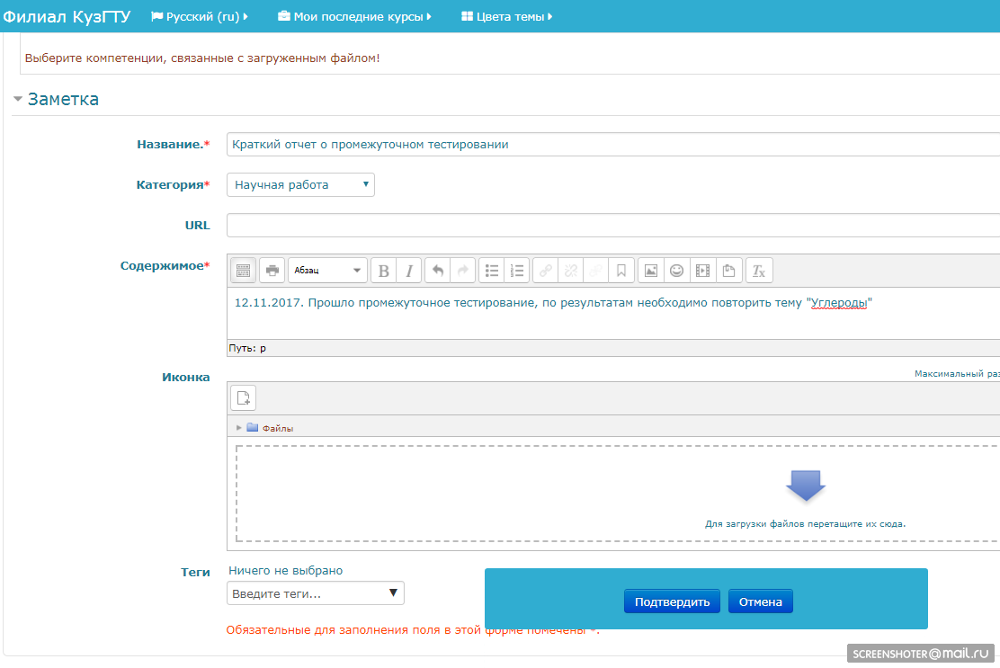 Филиал КузГТУ Русский (ru) Мои последние курсы Цвета темы
Выберите компетенции, связанные с загруженным файлом!
Заметка
Название.* Краткий отчет о промежуточном тестировании
Категория* Научная работа
URL
Содержимое* Абзац B I Tx
12.11.2017. Прошло промежуточное тестирование, по результатам необходимо повторить тему "Углероды"
Путь: p
Иконка Максимальный раз
Файлы
Для загрузки файлов перетащите их сюда.
Теги Ничего не выбрано
Введите теги...
Подтвердить Отмена
Обязательные для заполнения поля в этой форме помечены *.
SCREENSHOTER@mail.ru